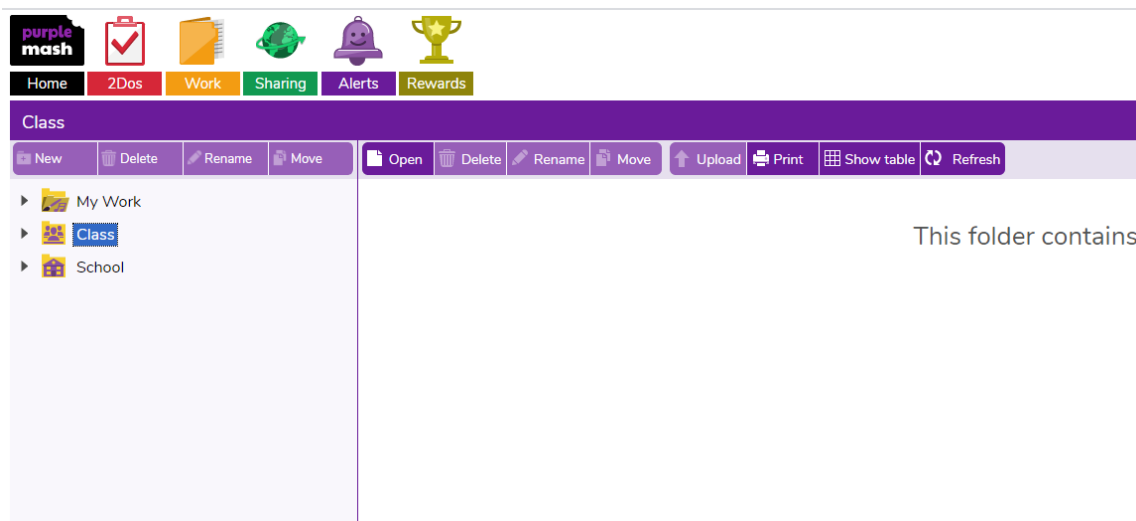 purple
mash
Home 2Dos Work Sharing Alerts Rewards
Class
New Delete Rename Move Open Delete Rename Move Upload Print Show table Refresh
My Work
Class
School
This folder contains